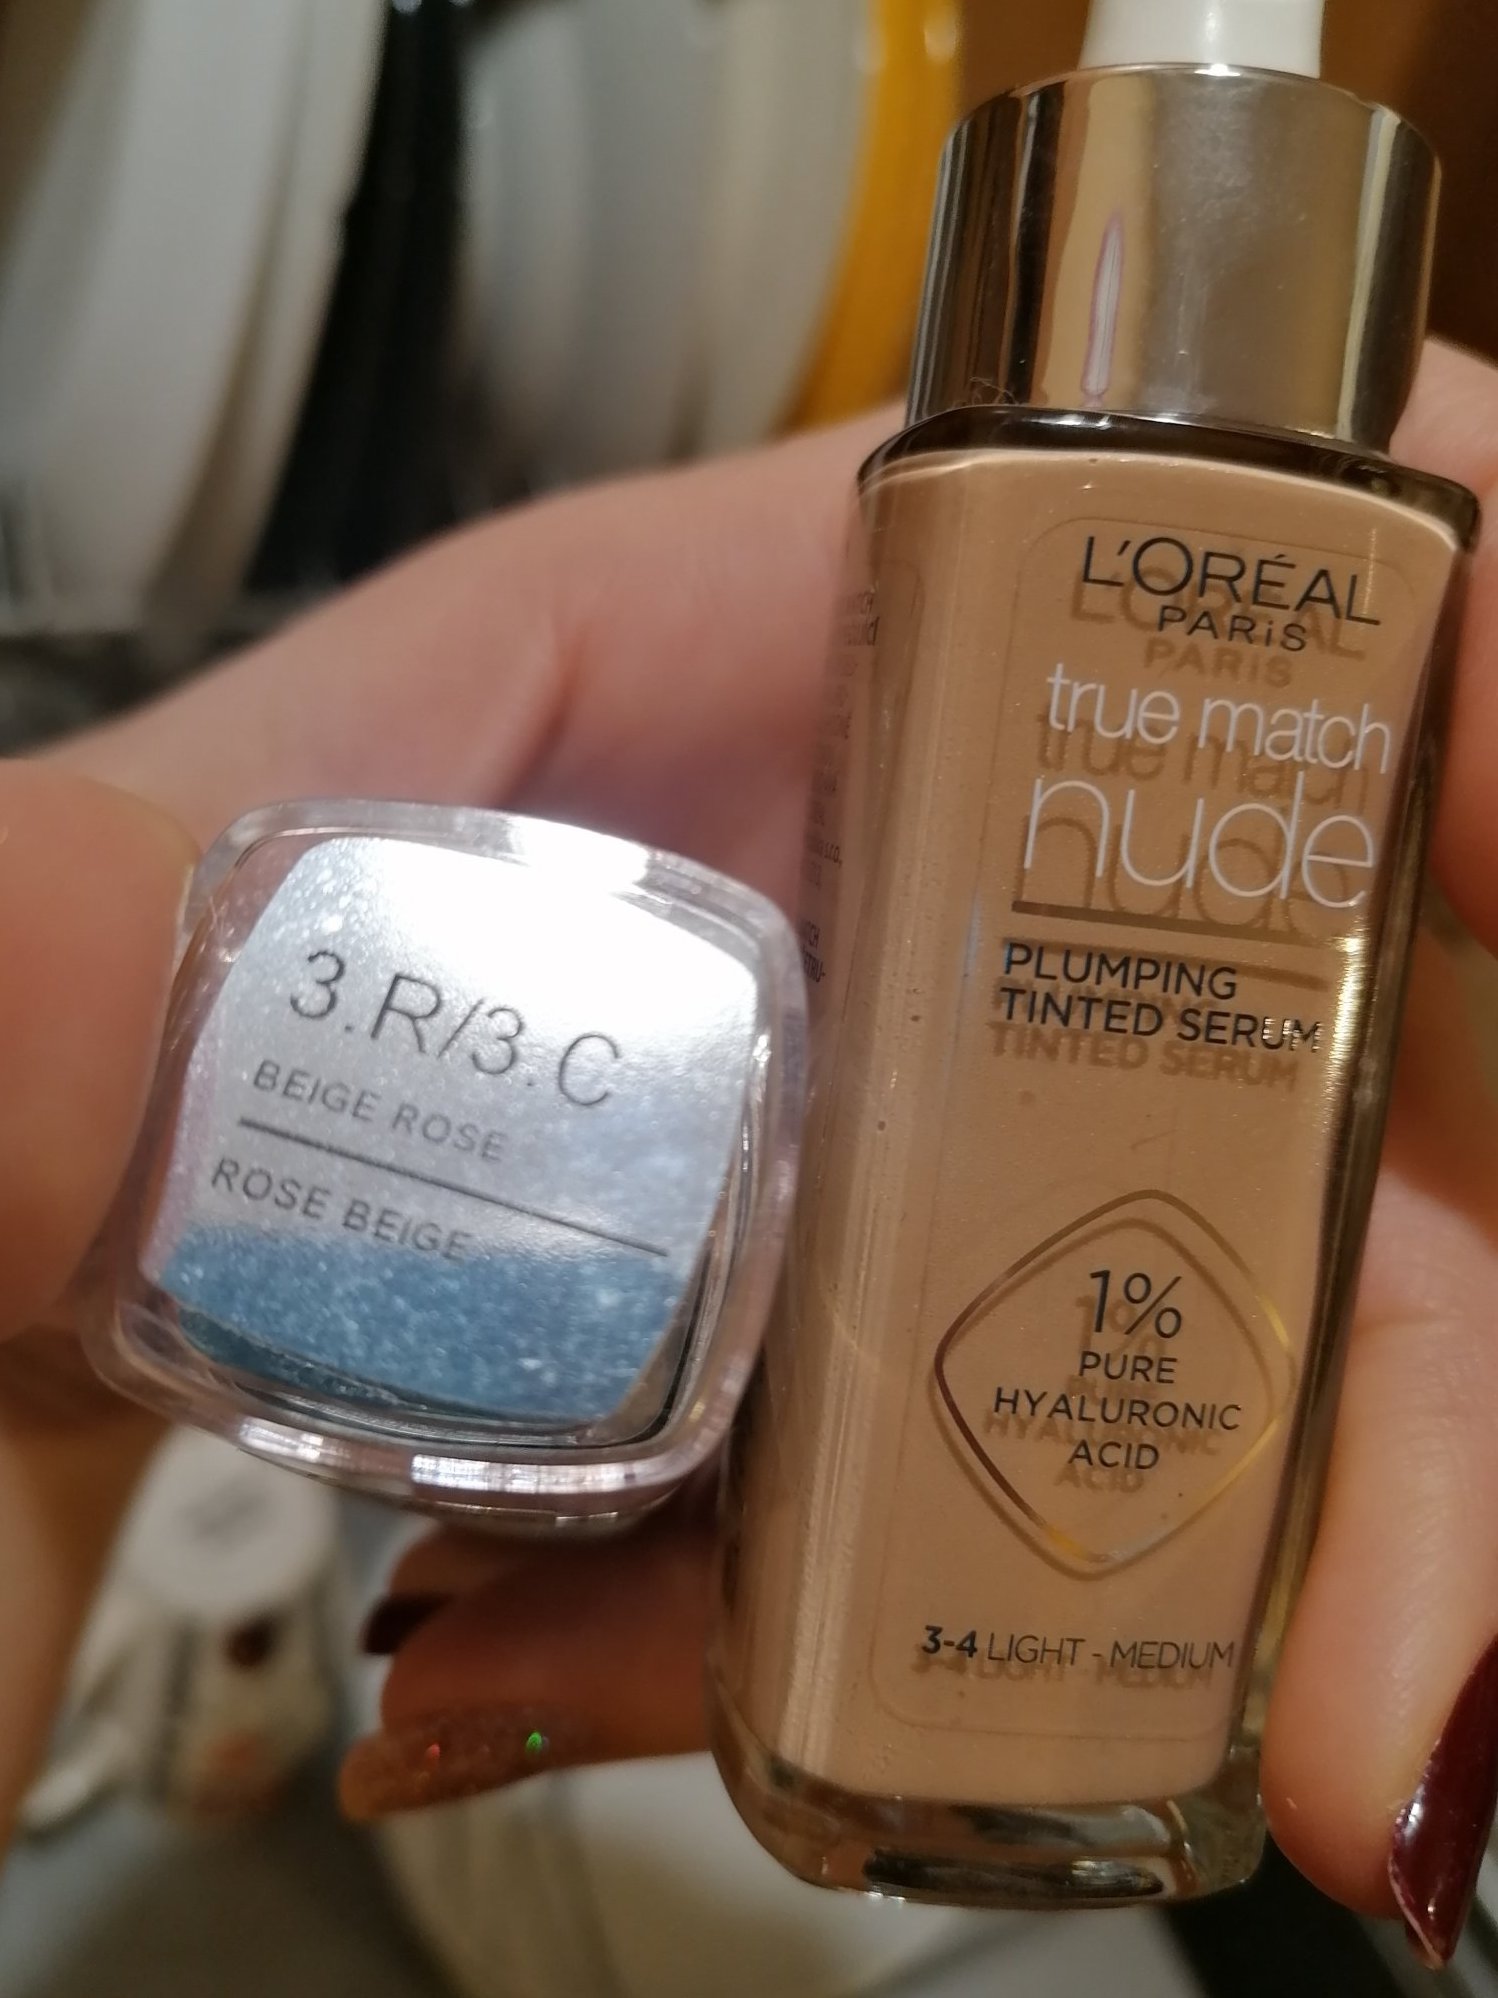 3.R/3.C
BEIGE ROSE
ROSE BEIGE
L'ORÉAL
PARiS
true match
nude
PLUMPING
TINTED SERUM
1%
PURE
HYALURONIC
ACID
3-4 LIGHT - MEDIUM